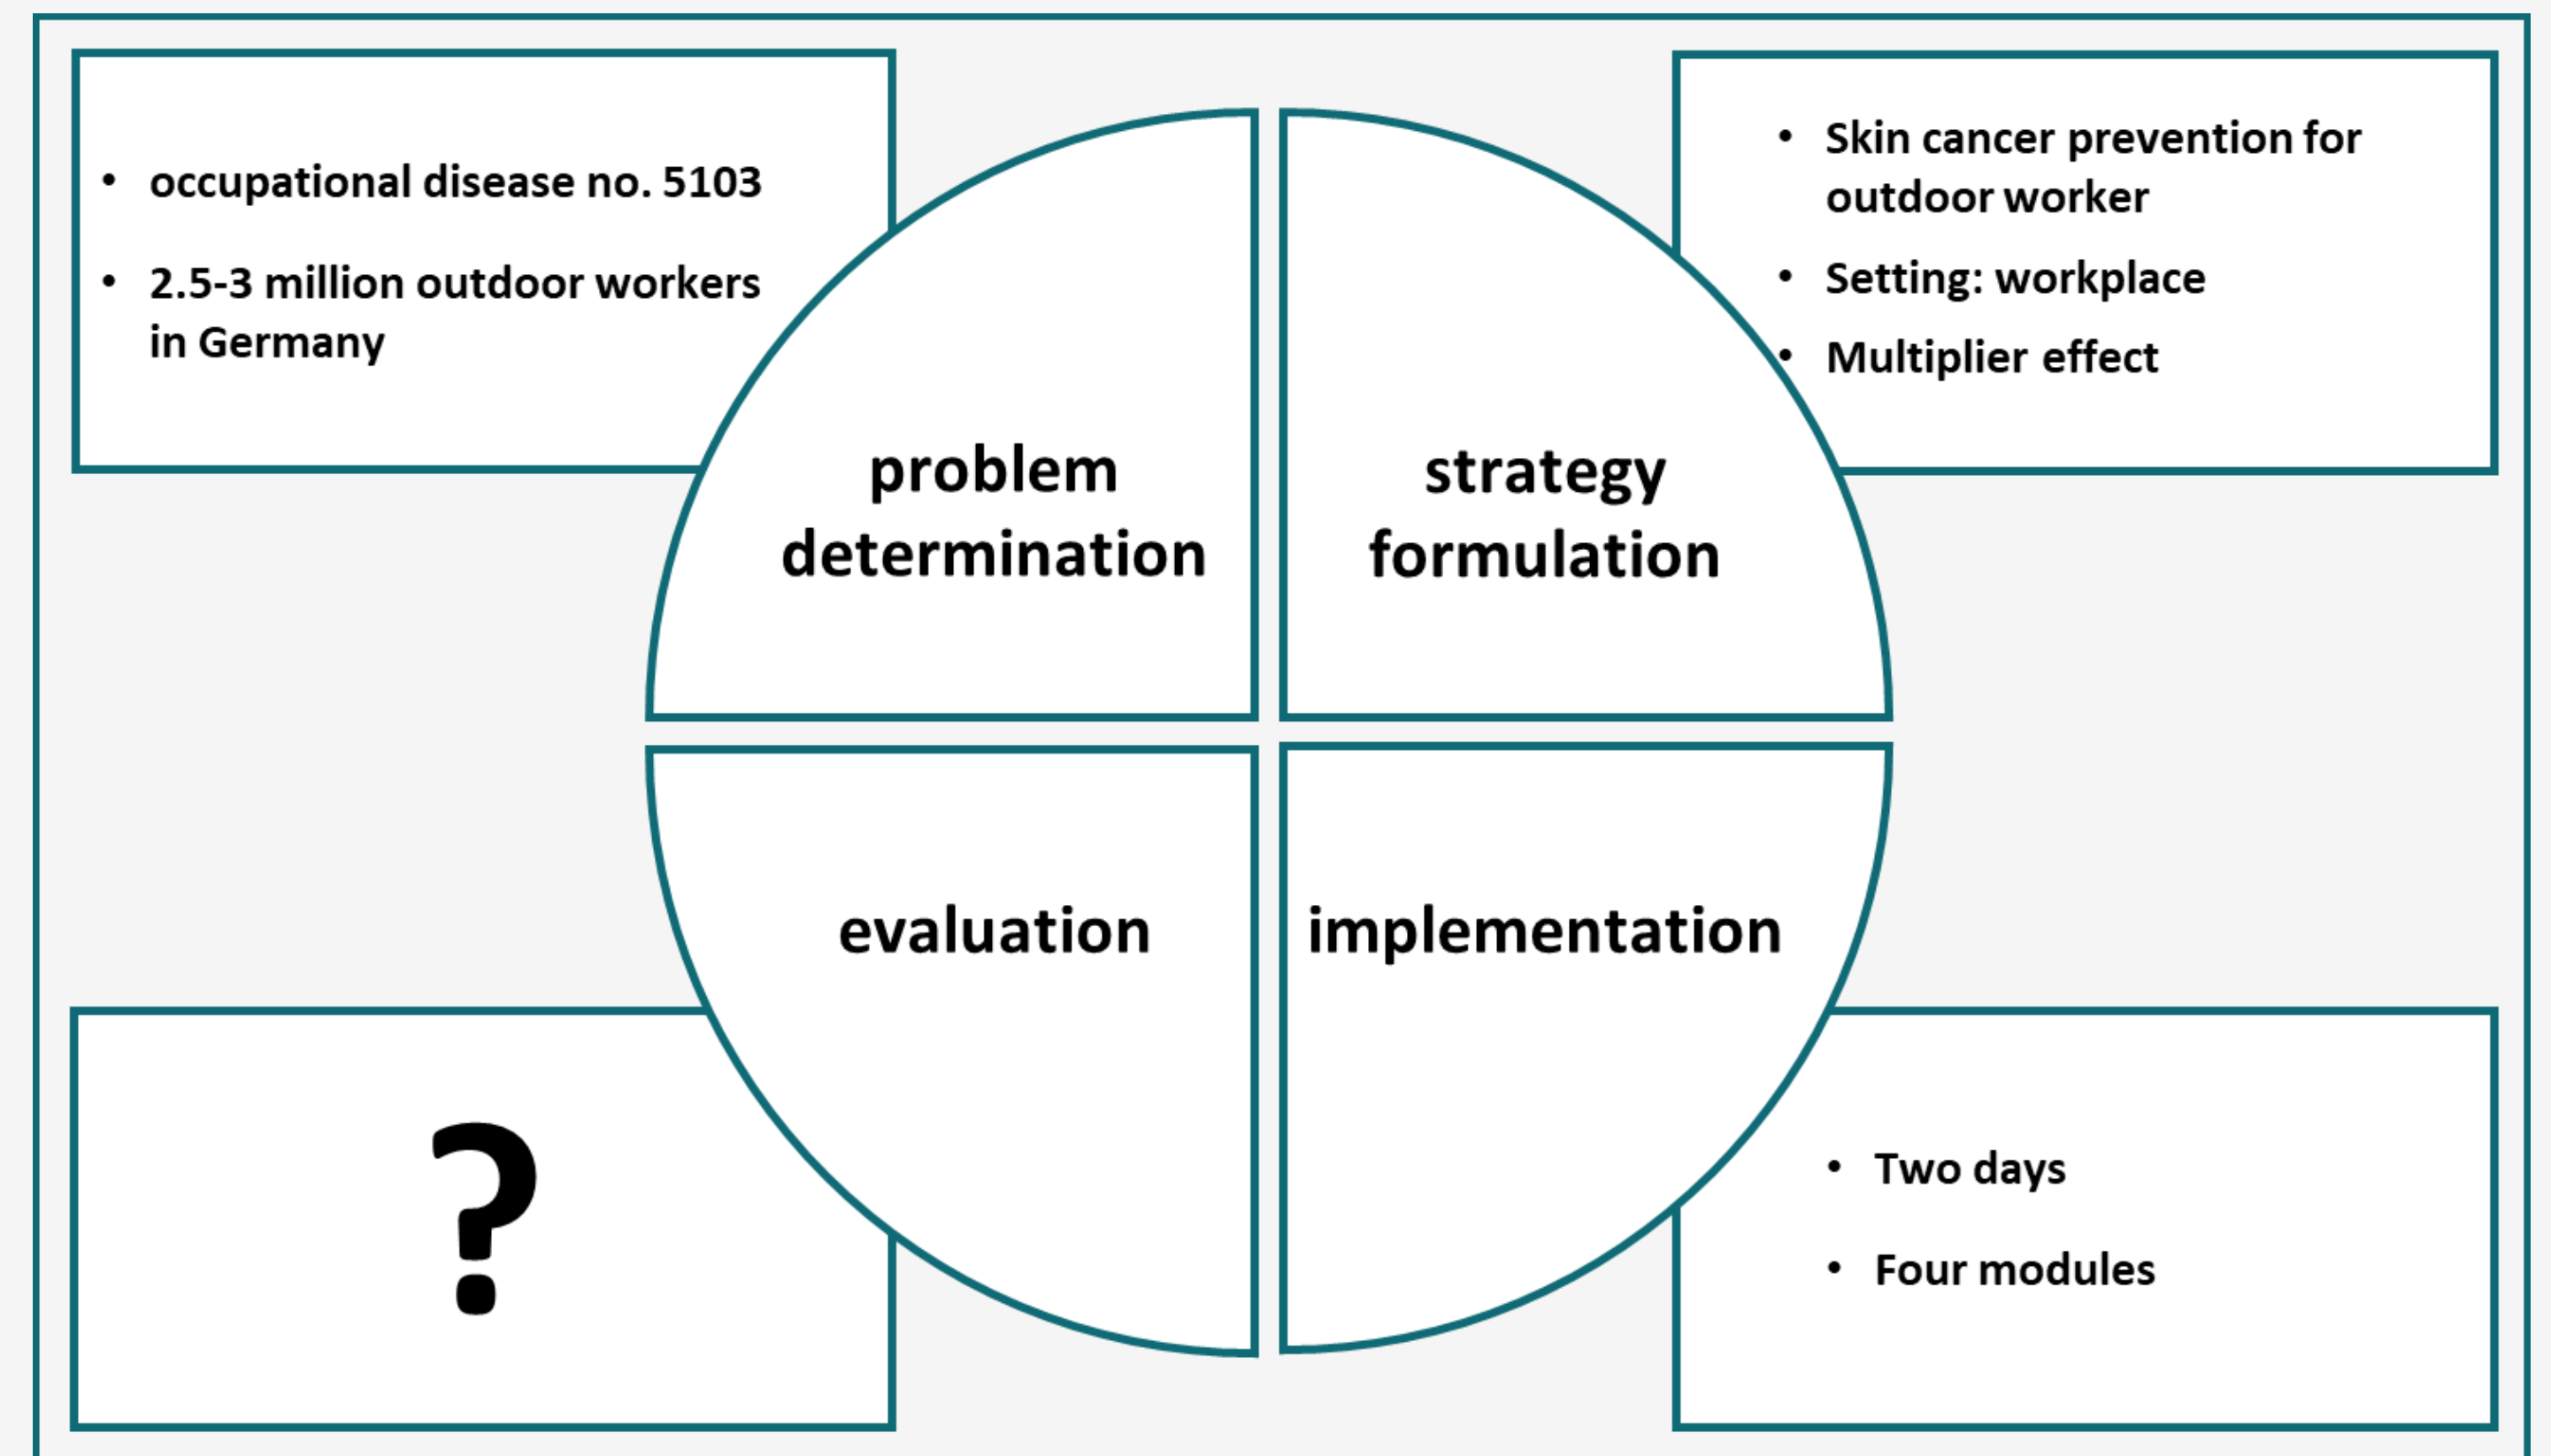 • occupational disease no. 5103
• 2.5-3 million outdoor workers
in Germany
• Skin cancer prevention for
outdoor worker
• Setting: workplace
• Multiplier effect
problem
determination
strategy
formulation
evaluation
implementation
?
• Two days
• Four modules